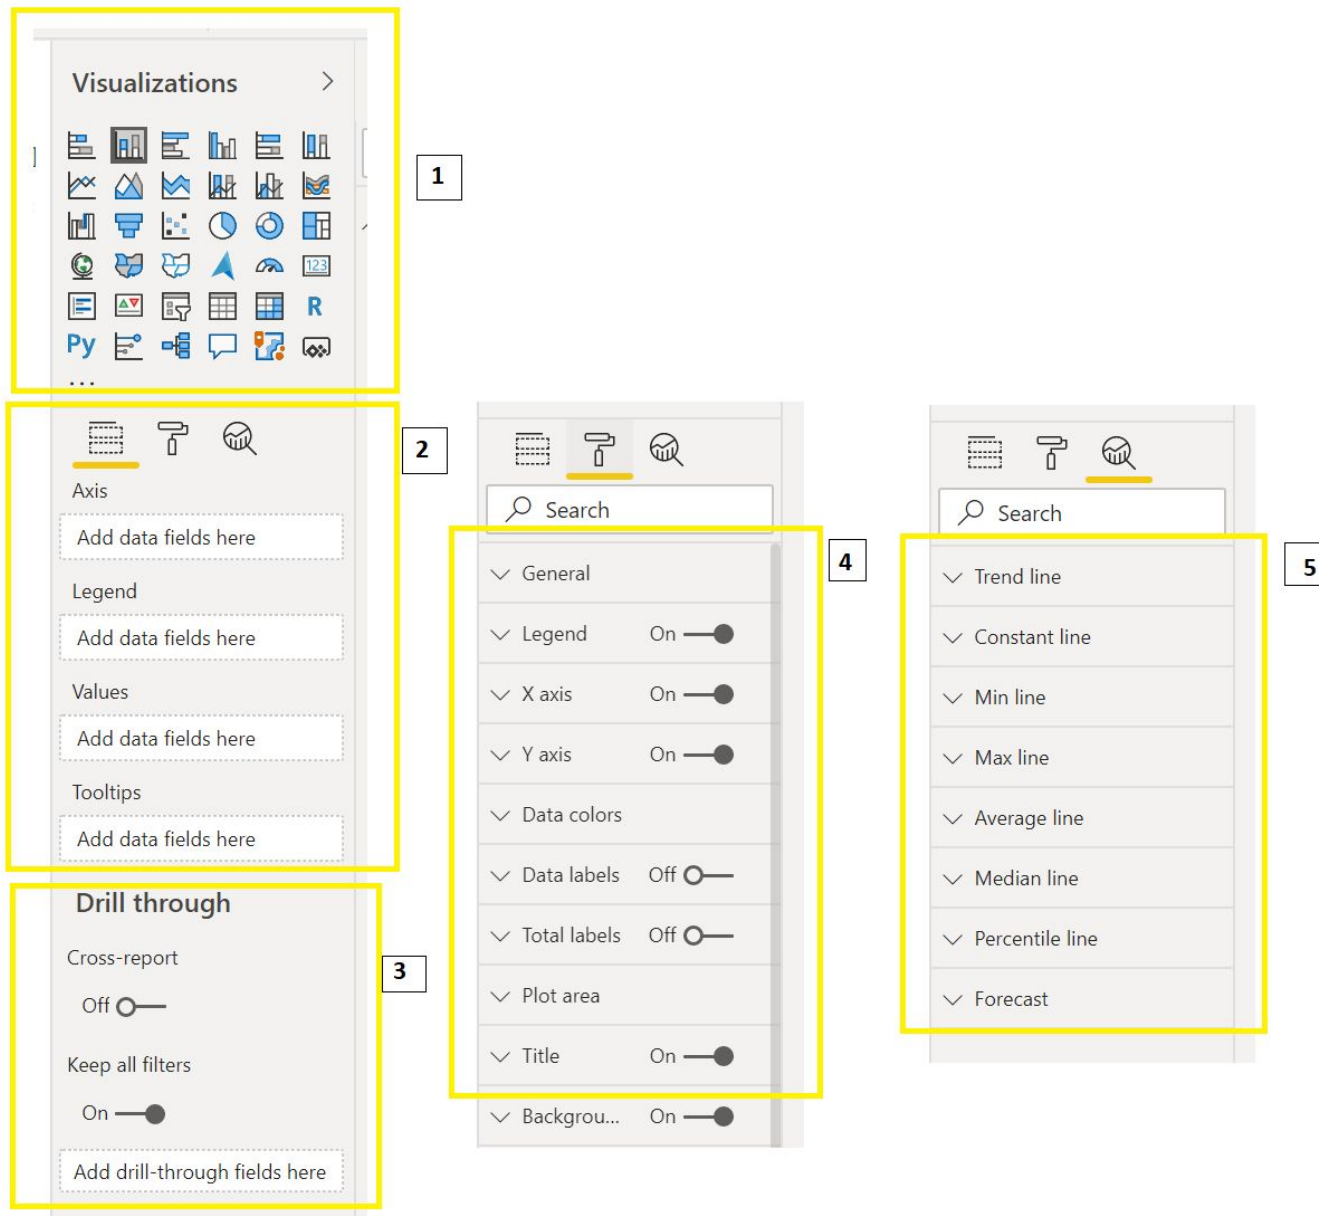 Visualizations
1
123
R
Py
...
2
Axis
Add data fields here
Legend
Add data fields here
Values
Add data fields here
Tooltips
Add data fields here
Drill through
Cross-report
Off
3
Keep all filters
On
Add drill-through fields here
Search
4
General
Legend On
X axis On
Y axis On
Data colors
Data labels Off
Total labels Off
Plot area
Title On
Backgrou... On
Search
5
Trend line
Constant line
Min line
Max line
Average line
Median line
Percentile line
Forecast